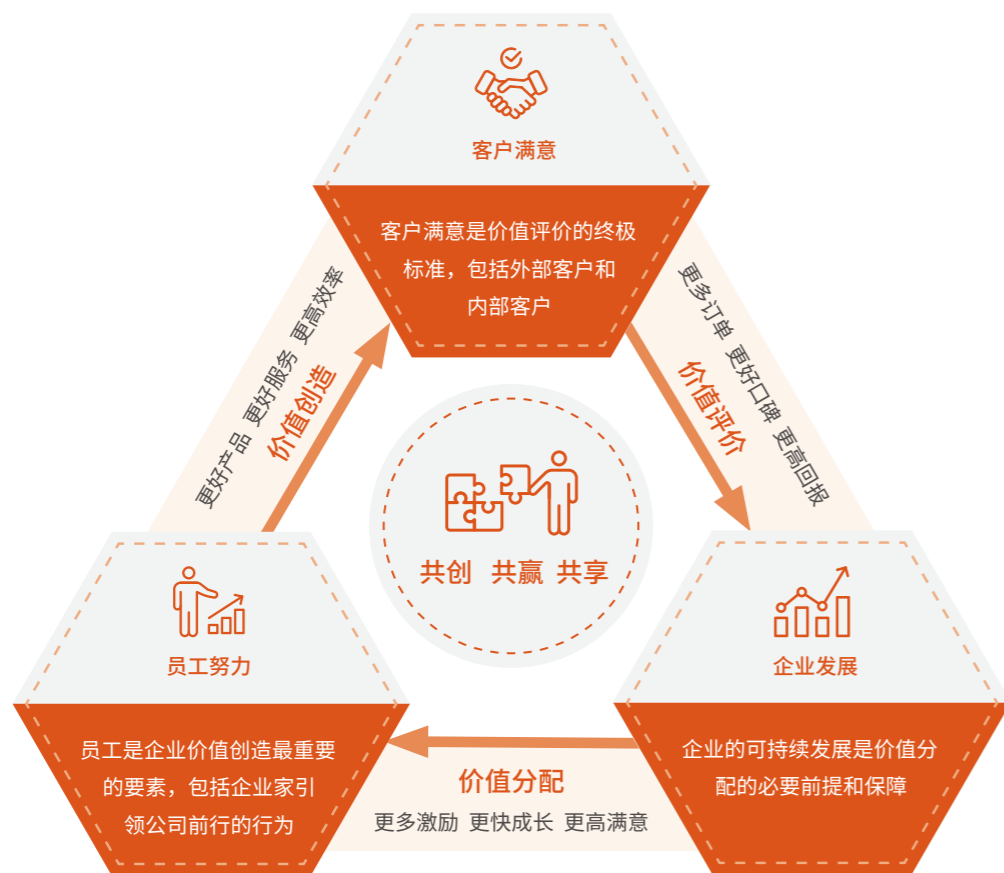 客户满意
客户满意是价值评价的终极
标准，包括外部客户和
内部客户
更好产品 更好服务 更高效率
价值创造
更多订单 更好口碑 更高回报
价值评价
共创 共赢 共享
员工努力
员工是企业价值创造最重要
的要素，包括企业家引
领公司前行的行为
企业发展
企业的可持续发展是价值分
配的必要前提和保障
价值分配
更多激励 更快成长 更高满意